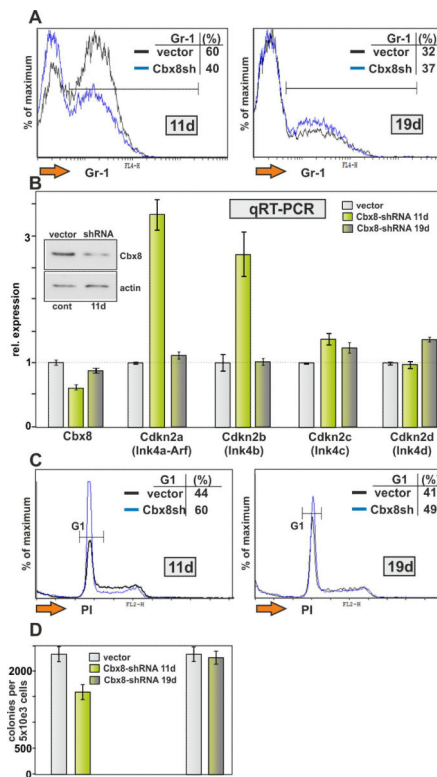 A
Gr-1 (%)
vector 60
Cbx8sh 40
% of maximum
11d
FL4-H
Gr-1
Gr-1 (%)
vector 32
Cbx8sh 37
% of maximum
19d
FL4-H
Gr-1
B
qRT-PCR
vector
Cbx8-shRNA 11d
Cbx8-shRNA 19d
vector shRNA
Cbx8
actin
cont 11d
rel. expression
3
1
0
Cbx8
Cdkn2a
(Ink4a-Arf)
Cdkn2b
(Ink4b)
Cdkn2c
(Ink4c)
Cdkn2d
(Ink4d)
C
G1 (%)
vector 44
Cbx8sh 60
% of maximum
G1
11d
FL2-H
PI
G1 (%)
vector 41
Cbx8sh 49
% of maximum
G1
19d
FL2-H
PI
D
vector
Cbx8-shRNA 11d
Cbx8-shRNA 19d
colonies per
5x10e3 cells
2000
500
0